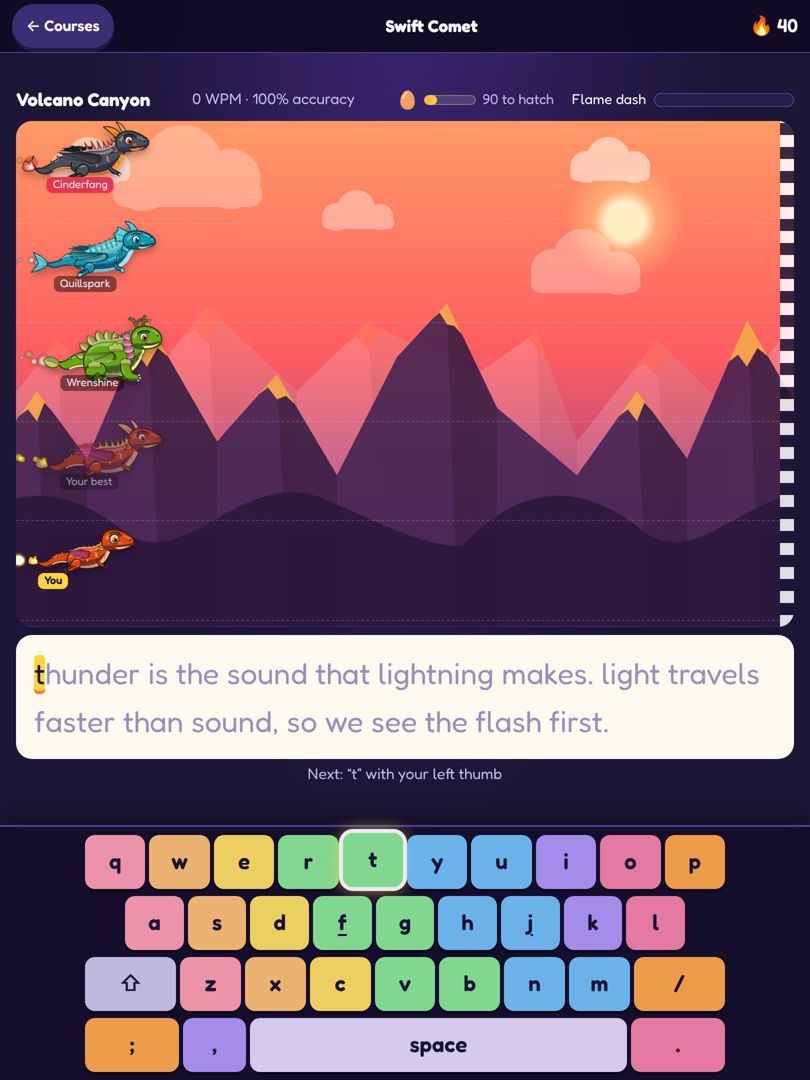 ← Courses
Swift Comet
🔥 40
Volcano Canyon
0 WPM · 100% accuracy
90 to hatch
Flame dash
Cinderfang
Quillspark
Wrenshine
Your best
You
thunder is the sound that lightning makes. light travels
faster than sound, so we see the flash first.
Next: “t” with your left thumb
q w e r t y u i o p
a s d f g h j k l
⇧ z x c v b n m /
; , space .